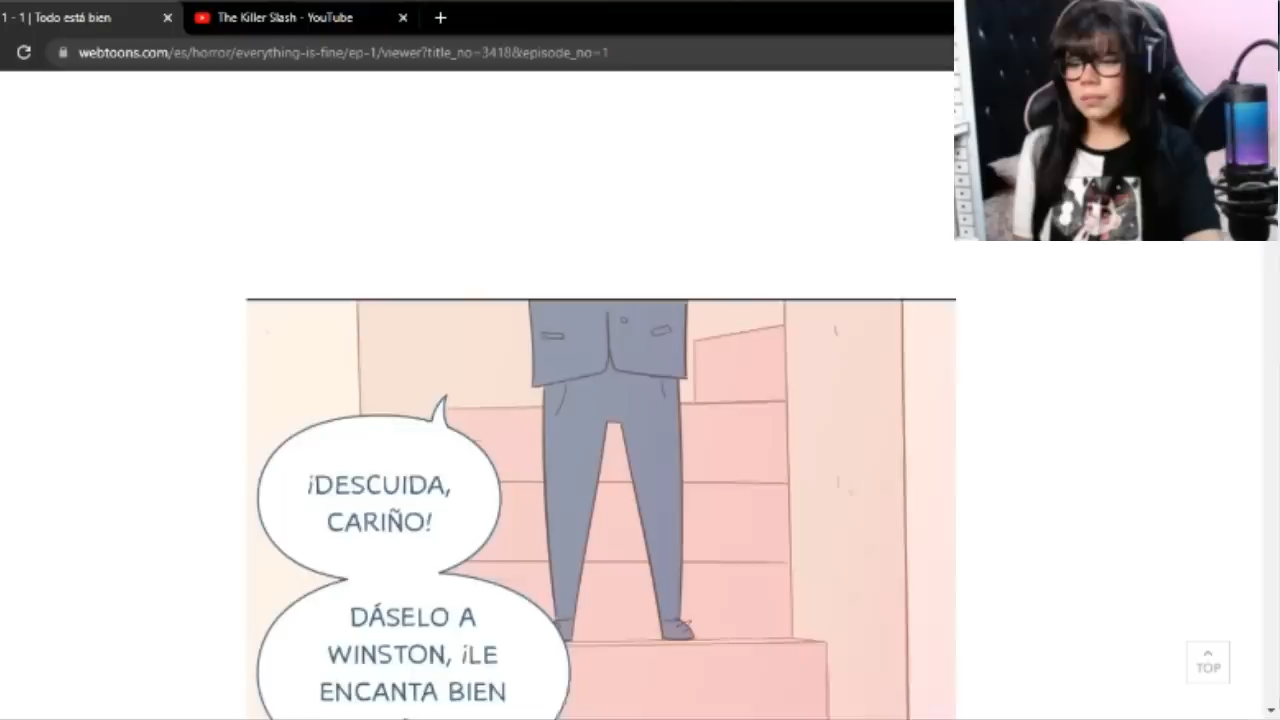 1 - 1 | Todo está bien
The Killer Slash - YouTube
webtoons.com/es/horror/everything-is-fine/ep-1/viewer?title_no=3418&episode_no=1
¡DESCUIDA,
CARIÑO!
DÁSELO A
WINSTON, ¡LE
ENCANTA BIEN
TOP